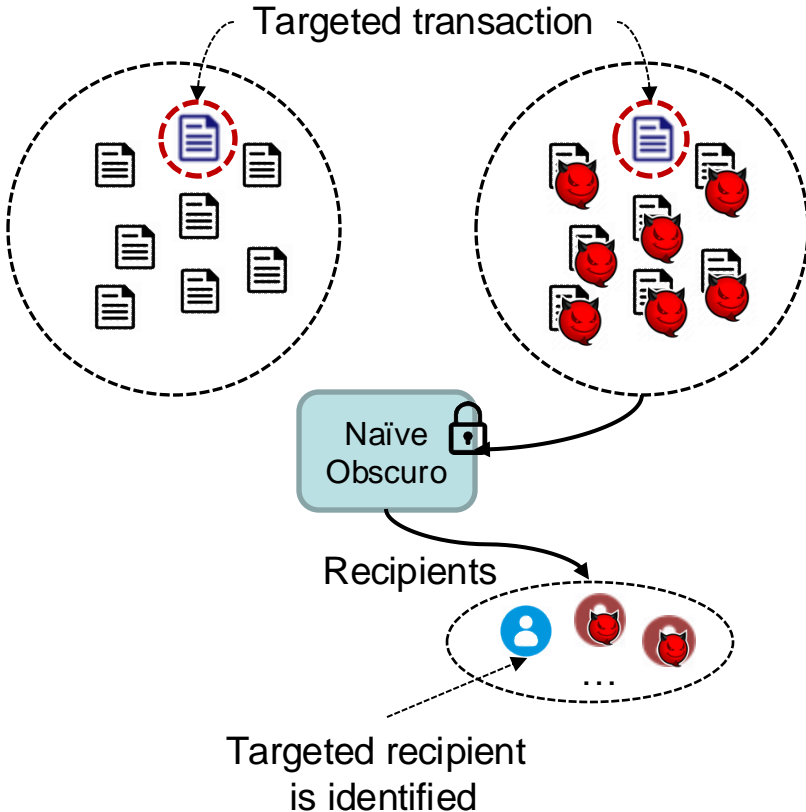 Targeted transaction
Naïve
Obscuro
Recipients
...
Targeted recipient
is identified